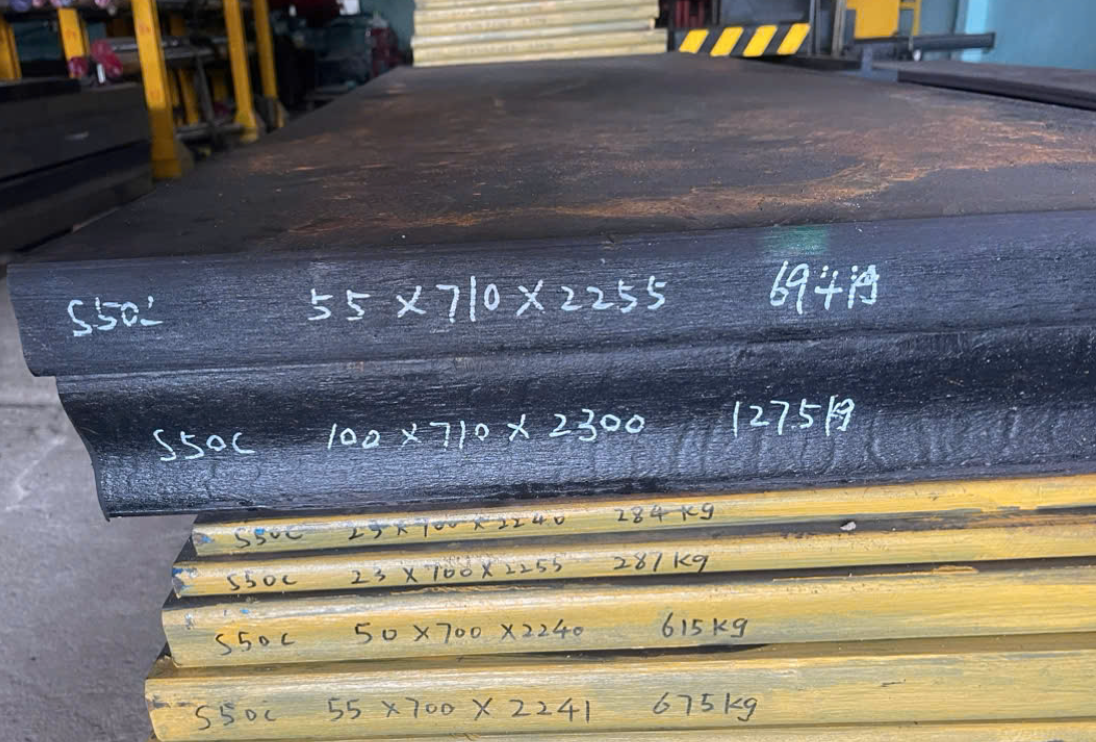 S50C 55 X 710 X 2255 694kg
S50C 100 X 710 X 2300 1275kg
S50C 23 X 700 X 2240 284 kg
S50C 23 X 700 X 2255 287 kg
S50C 50 X 700 X 2240 615 kg
S50C 55 X 700 X 2241 675 kg